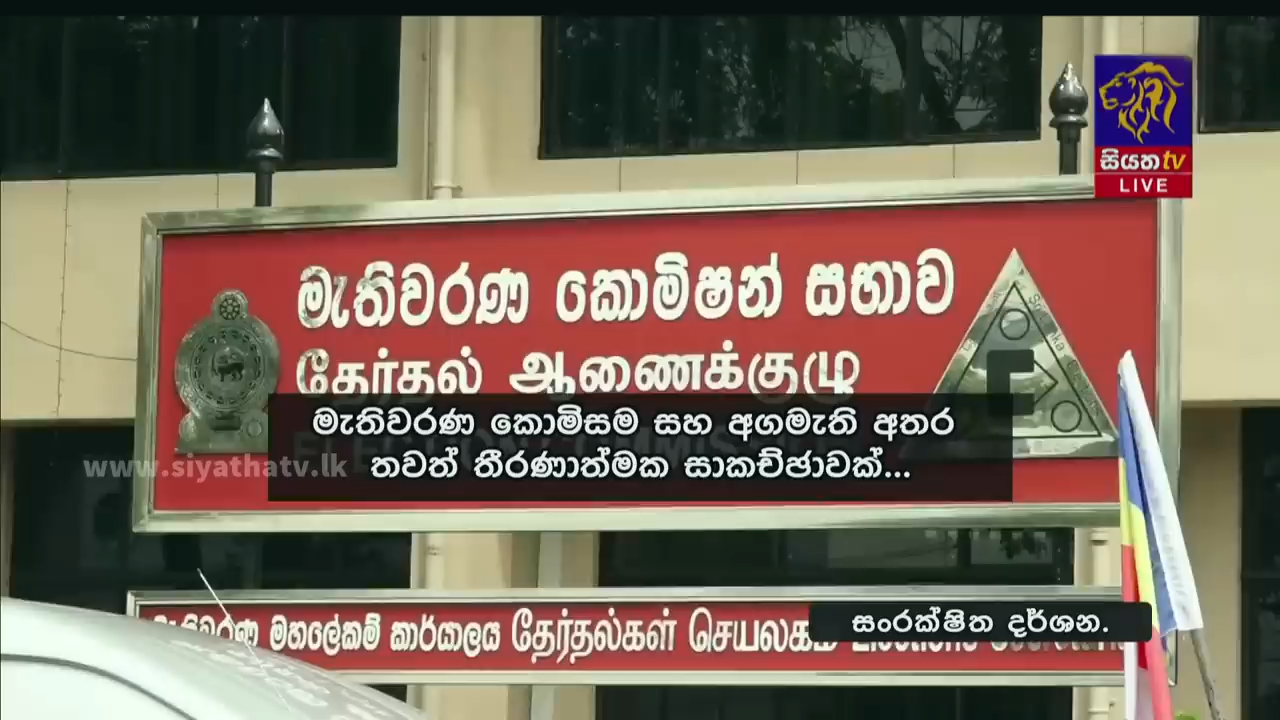 සියත tv
LIVE
මැතිවරණ කොමිෂන් සභාව
தேர்தல் ஆணைக்குழு
මැතිවරණ කොමිසම සහ අගමැති අතර
තවත් තීරණාත්මක සාකච්ඡාවක්...
www.siyathatv.lk
සංරක්ෂිත දර්ශන.
මැතිවරණ මහලේකම් කාර්යාලය தேர்தல்கள் செயலகம்